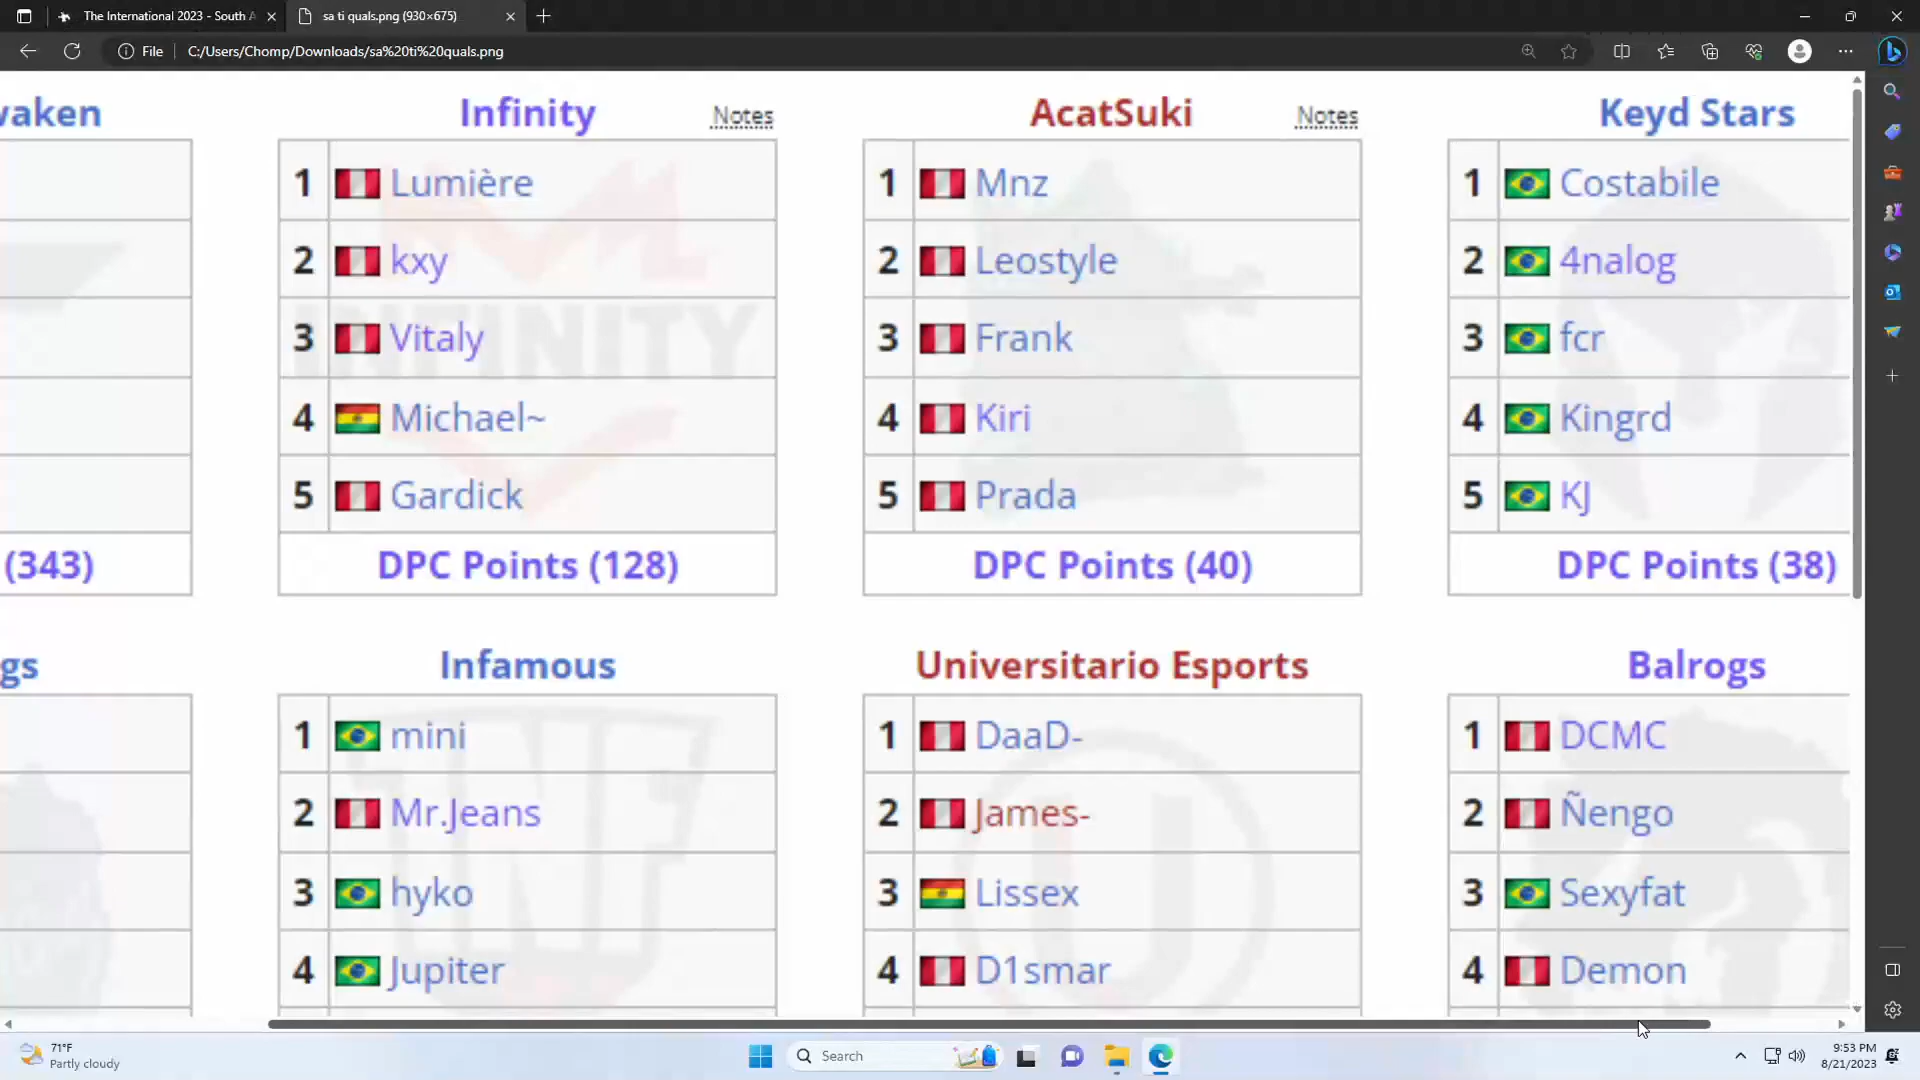 The International 2023 - South A
sa ti quals.png (930×675)
File
C:/Users/Chomp/Downloads/sa%20ti%20quals.png
waken
(343)
gs
Infinity Notes
1 Lumière
2 kxy
3 Vitaly
4 Michael~
5 Gardick
DPC Points (128)
AcatSuki Notes
1 Mnz
2 Leostyle
3 Frank
4 Kiri
5 Prada
DPC Points (40)
Keyd Stars
1 Costabile
2 4nalog
3 fcr
4 Kingrd
5 KJ
DPC Points (38)
Infamous
1 mini
2 Mr.Jeans
3 hyko
4 Jupiter
Universitario Esports
1 DaaD-
2 James-
3 Lissex
4 D1smar
Balrogs
1 DCMC
2 Ñengo
3 Sexyfat
4 Demon
INFINITY
71°F
Partly cloudy
Search
9:53 PM
8/21/2023